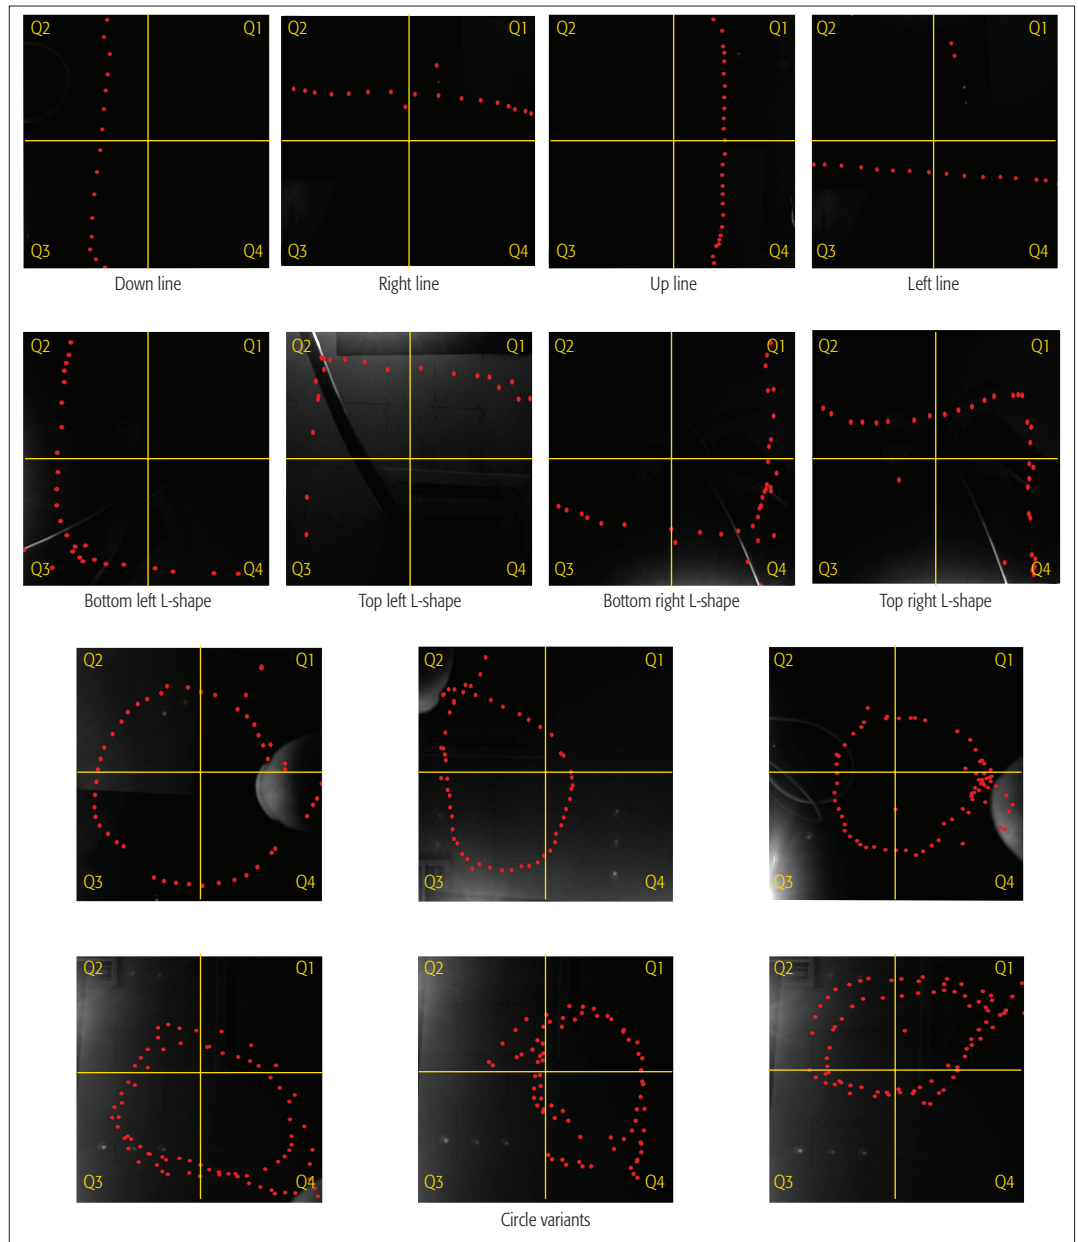 Q2 Q1 Q2 Q1 Q2 Q1 Q2 Q1
Q3 Q4 Q3 Q4 Q3 Q4 Q3 Q4
Down line Right line Up line Left line
Q2 Q1 Q2 Q1 Q2 Q1 Q2 Q1
Q3 Q4 Q3 Q4 Q3 Q4 Q3 Q4
Bottom left L-shape Top left L-shape Bottom right L-shape Top right L-shape
Q2 Q1 Q2 Q1 Q2 Q1
Q3 Q4 Q3 Q4 Q3 Q4
Q2 Q1 Q2 Q1 Q2 Q1
Q3 Q4 Q3 Q4 Q3 Q4
Circle variants